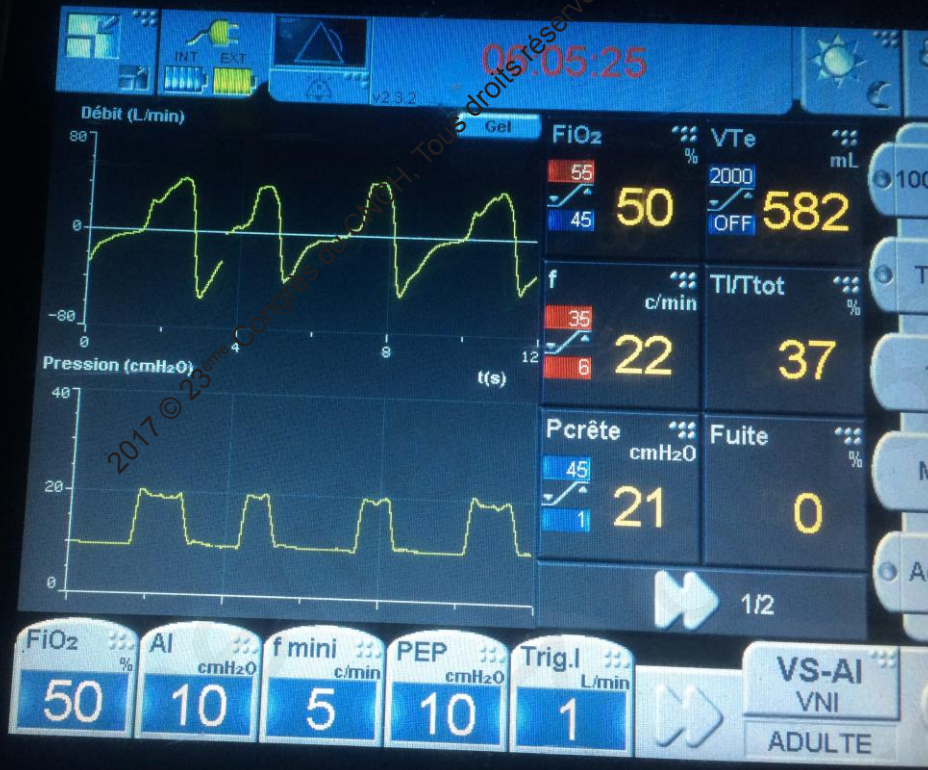 INT EXT
06:05:25
v2.3.2
Débit (L/min)
Gel
80
0
-80
0 4 8 12
t(s)
Pression (cmH2O)
40
20
0
FiO2
%
55
45
50
VTe
mL
2000
OFF
582
f
c/min
35
6
22
TI/Ttot
%
37
Pcrête
cmH2O
45
1
21
Fuite
%
0
1/2
100
T
M
A
FiO2
%
50
AI
cmH2O
10
f mini
c/min
5
PEP
cmH2O
10
Trig.I
L/min
1
VS-AI
VNI
ADULTE
2017 © 23ème Congrès du CNCH, Tous droits réservé